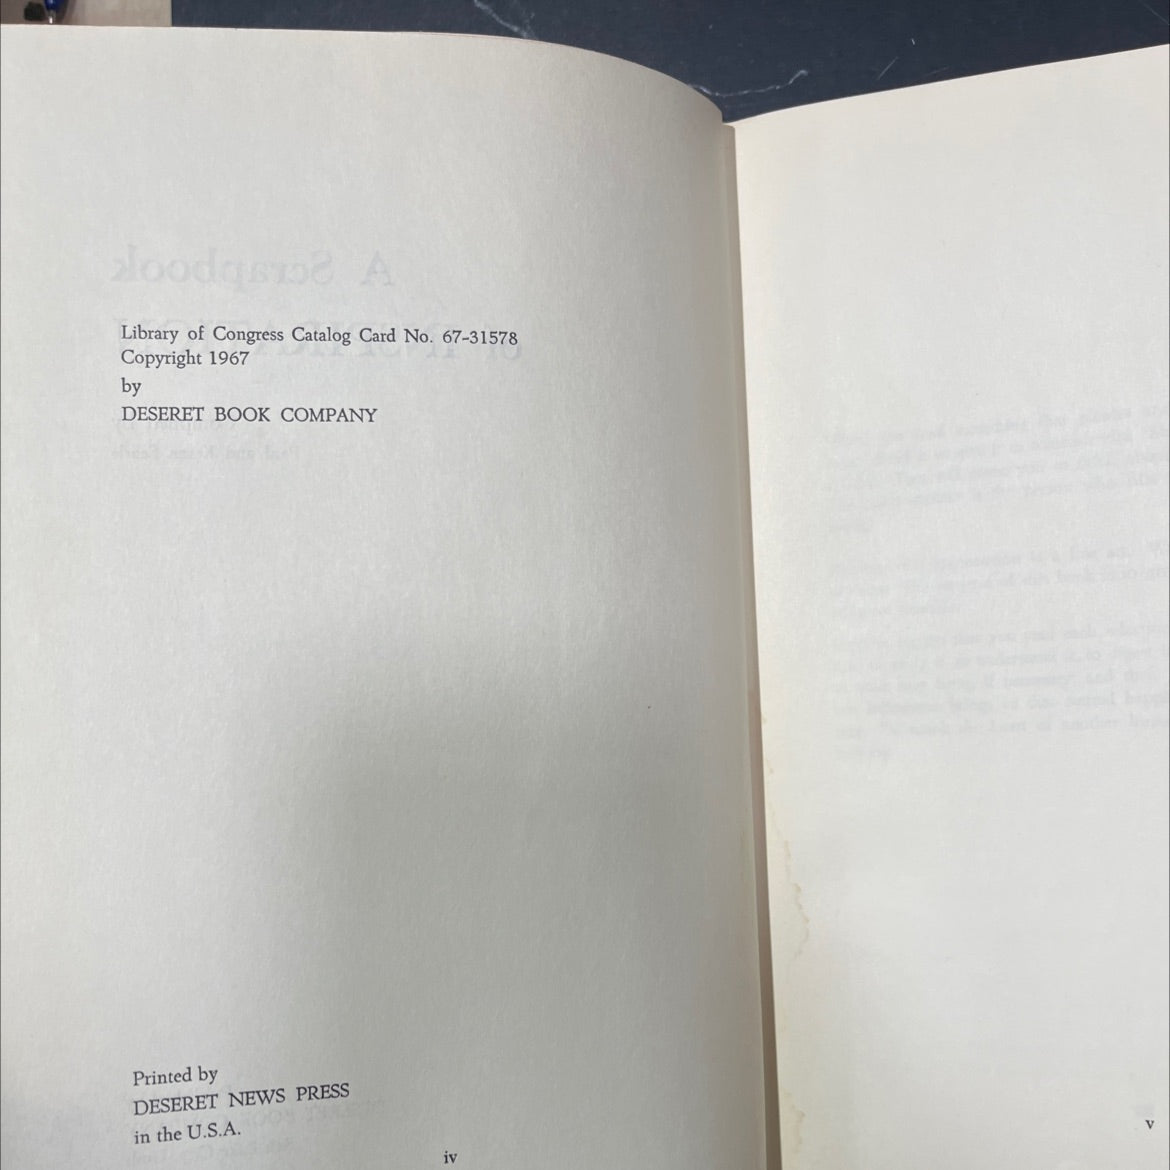 Library of Congress Catalog Card No. 67-31578
Copyright 1967
by
DESERET BOOK COMPANY
Printed by
DESERET NEWS PRESS
in the U.S.A.
iv
v